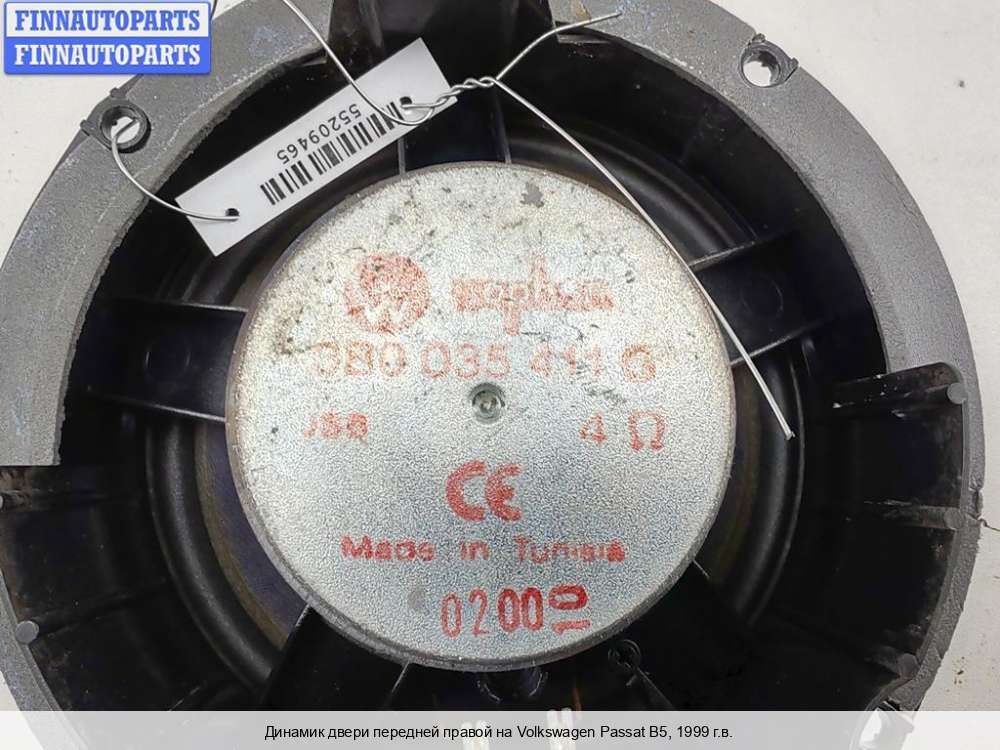 FINNAUTOPARTS
FINNAUTOPARTS
55209465
3B0 035 411 G
4 Ω
CE
Made in Tunisia
0200
10
Динамик двери передней правой на Volkswagen Passat B5, 1999 г.в.